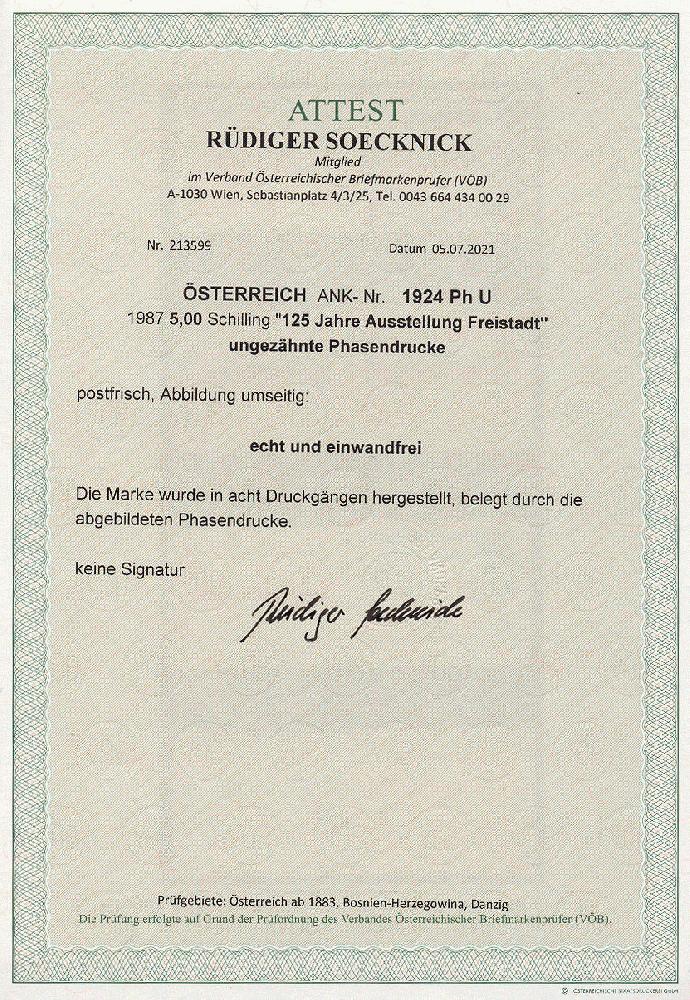 ATTEST
RÜDIGER SOECKNICK
Mitglied
im Verband Österreichischer Briefmarkenprüfer (VÖB)
A-1030 Wien, Sebastianplatz 4/3/25, Tel. 0043 664 434 00 29
Nr. 213599 Datum 05.07.2021
ÖSTERREICH ANK- Nr. 1924 Ph U
1987 5,00 Schilling "125 Jahre Ausstellung Freistadt"
ungezähnte Phasendrucke
postfrisch, Abbildung umseitig:
echt und einwandfrei
Die Marke wurde in acht Druckgängen hergestellt, belegt durch die
abgebildeten Phasendrucke.
keine Signatur
Rüdiger Soecknick
Prüfgebiete: Österreich ab 1883, Bosnien-Herzegowina, Danzig
Die Prüfung erfolgte auf Grund der Prüfordnung des Verbandes Österreichischer Briefmarkenprüfer (VÖB).
ÖSTERREICHISCHE STAATSDRUCKEREI GmbH